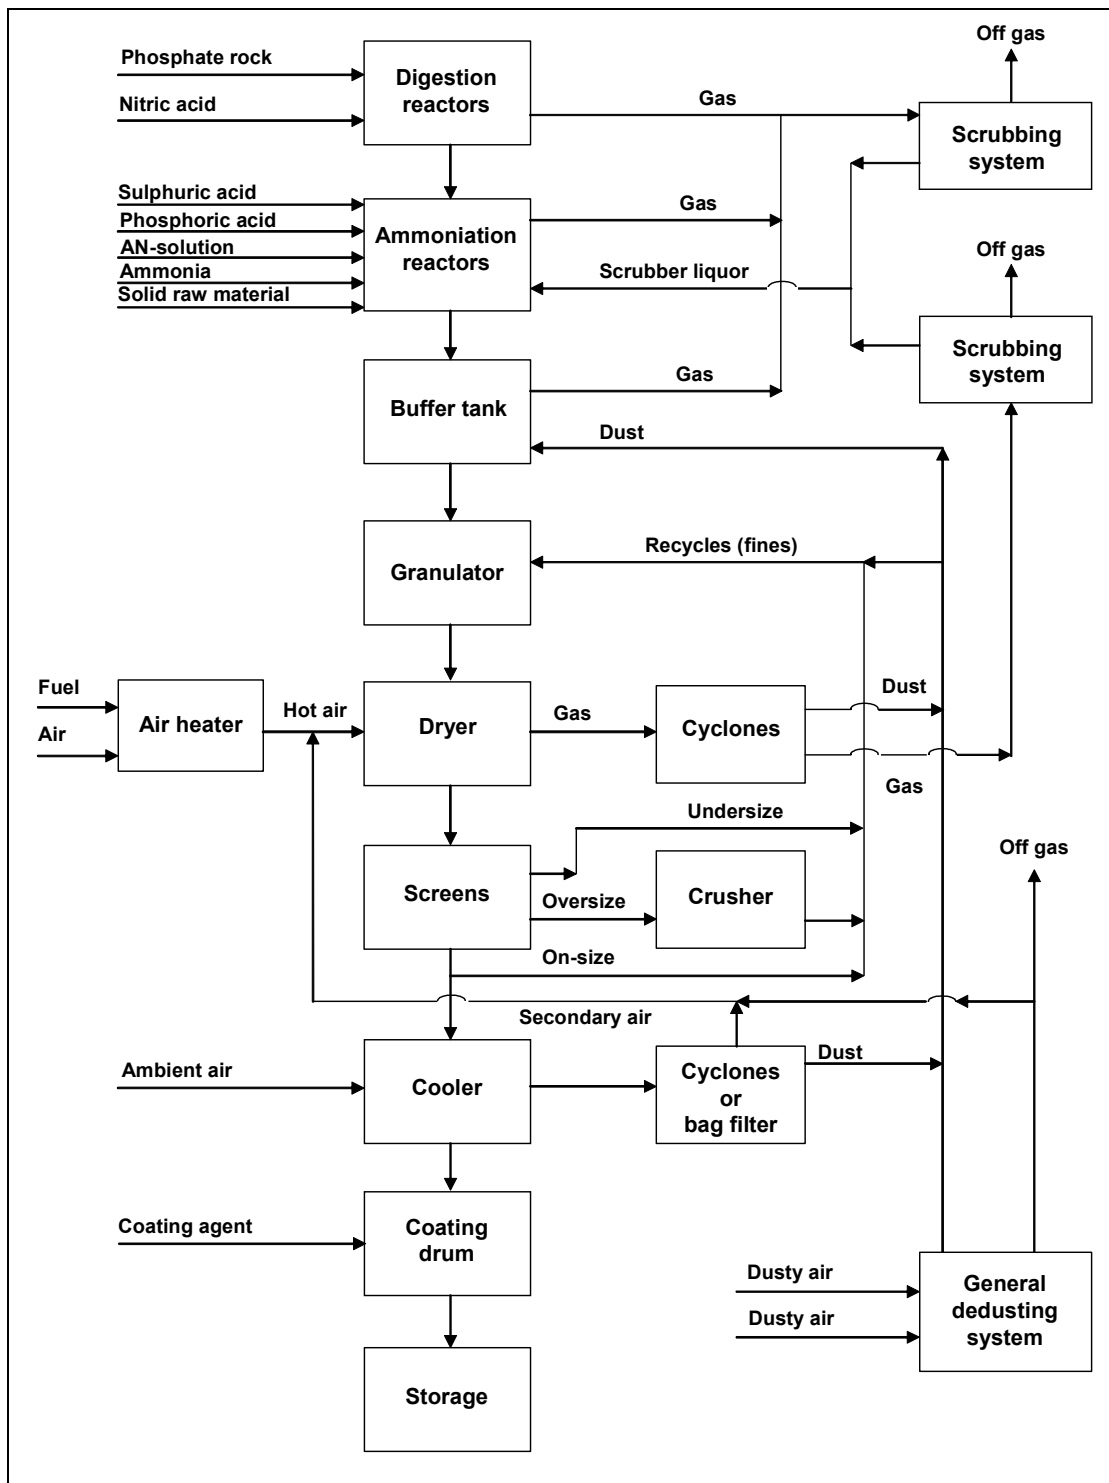 Off gas
Phosphate rock
Digestion
reactors
Gas
Nitric acid
Scrubbing
system
Sulphuric acid
Phosphoric acid
AN-solution
Ammonia
Solid raw material
Ammoniation
reactors
Gas
Scrubber liquor
Off gas
Scrubbing
system
Buffer tank
Gas
Dust
Granulator
Recycles (fines)
Fuel
Air
Air heater
Hot air
Dryer
Gas
Cyclones
Dust
Gas
Undersize
Screens
Oversize
Crusher
On-size
Off gas
Secondary air
Ambient air
Cooler
Cyclones
or
bag filter
Dust
Coating agent
Coating
drum
Dusty air
Dusty air
General
dedusting
system
Storage